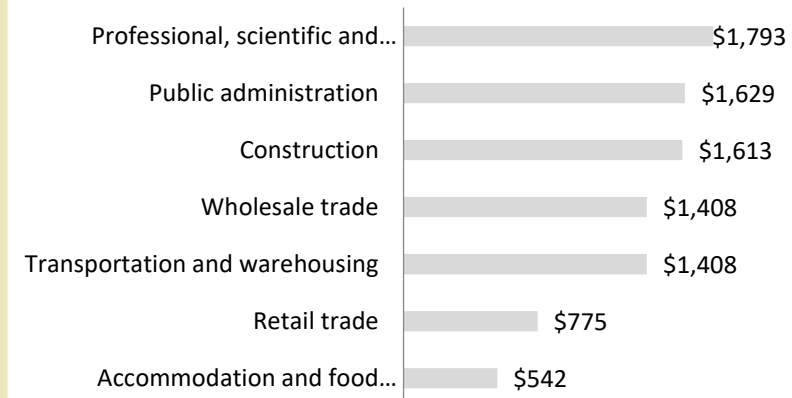 Professional, scientific and… $1,793
Public administration $1,629
Construction $1,613
Wholesale trade $1,408
Transportation and warehousing $1,408
Retail trade $775
Accommodation and food… $542